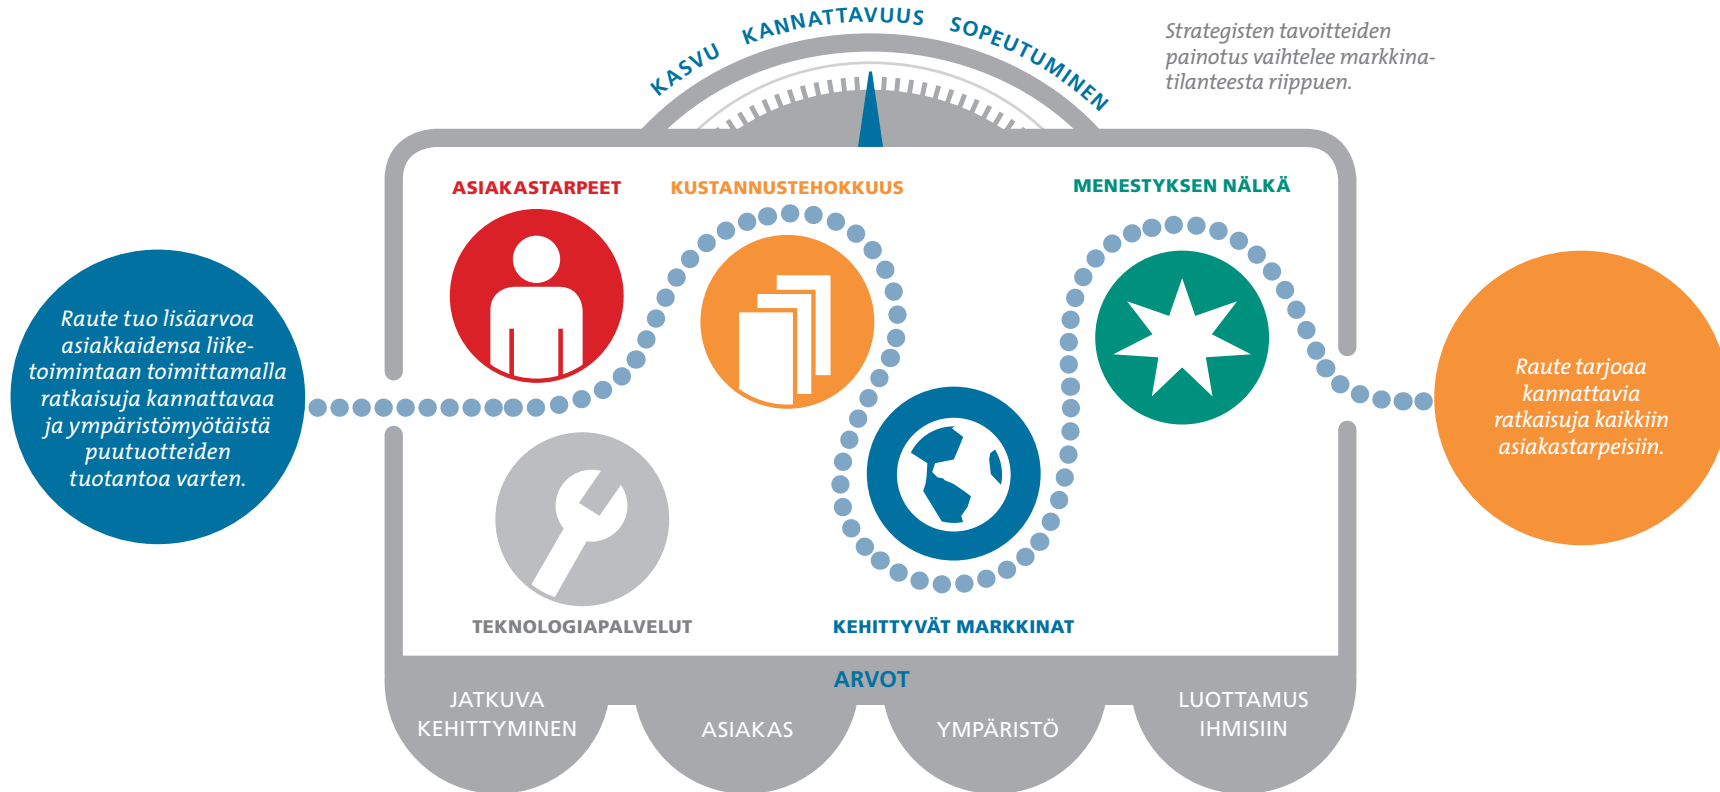 KASVU KANNATTAVUUS SOPEUTUMINEN
Strategisten tavoitteiden
painotus vaihtelee markkina-
tilanteesta riippuen.
ASIAKASTARPEET
KUSTANNUSTEHOKKUUS
MENESTYKSEN NÄLKÄ
Raute tuo lisäarvoa
asiakkaidensa liike-
toimintaan toimittamalla
ratkaisuja kannattavaa
ja ympäristömyötäistä
puutuotteiden
tuotantoa varten.
Raute tarjoaa
kannattavia
ratkaisuja kaikkiin
asiakastarpeisiin.
TEKNOLOGIAPALVELUT
KEHITTYVÄT MARKKINAT
ARVOT
JATKUVA
KEHITTYMINEN
ASIAKAS
YMPÄRISTÖ
LUOTTAMUS
IHMISIIN